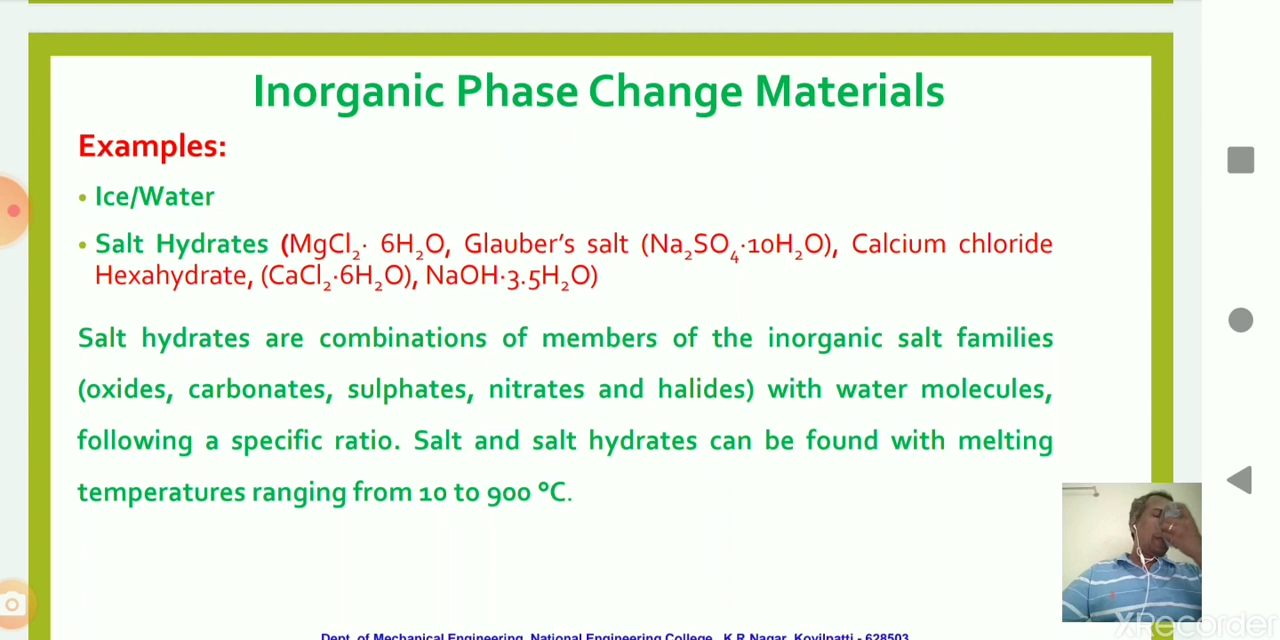 Inorganic Phase Change Materials
Examples:
• Ice/Water
• Salt Hydrates (MgCl₂· 6H₂O, Glauber's salt (Na₂SO₄·10H₂O), Calcium chloride
Hexahydrate, (CaCl₂·6H₂O), NaOH·3.5H₂O)
Salt hydrates are combinations of members of the inorganic salt families
(oxides, carbonates, sulphates, nitrates and halides) with water molecules,
following a specific ratio. Salt and salt hydrates can be found with melting
temperatures ranging from 10 to 900 °C.
Dept. of Mechanical Engineering, National Engineering College, K.R.Nagar, Kovilpatti - 628503
XRecorder